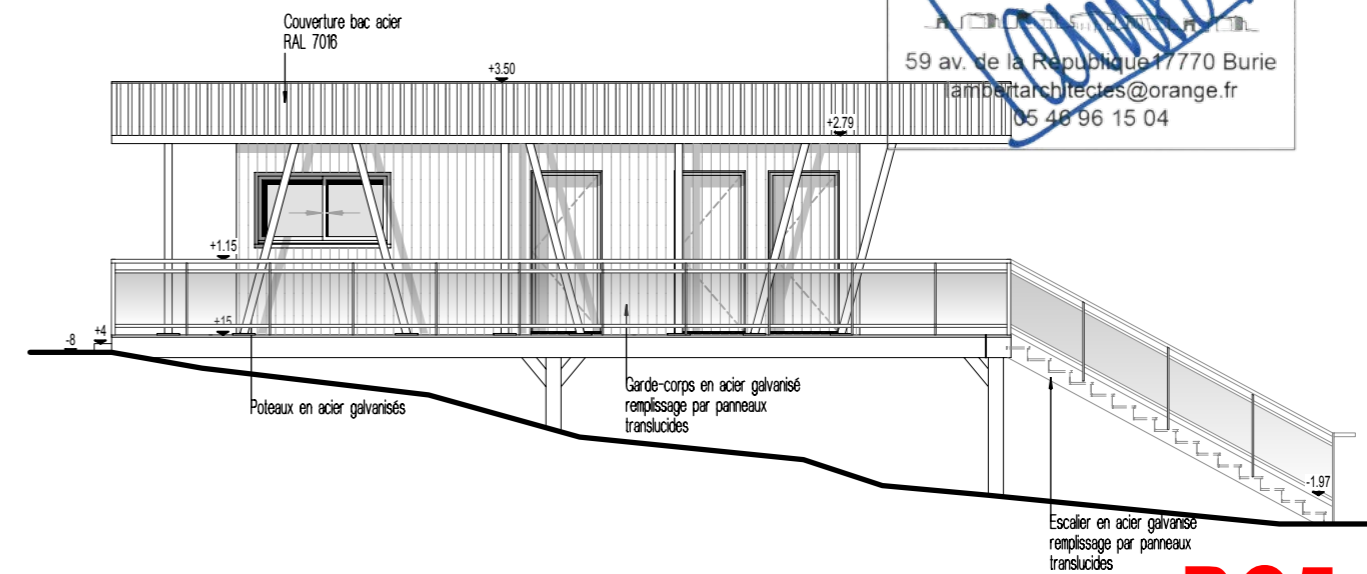 Couverture bac acier
RAL 7016
59 av. de la République 17770 Burie
lambertarchitectes@orange.fr
05 46 96 15 04
+3.50
+2.79
+1.15
+15
-8
+4
Poteaux en acier galvanisés
Garde-corps en acier galvanisé
remplissage par panneaux
translucides
-1.97
Escalier en acier galvanisé
remplissage par panneaux
translucides